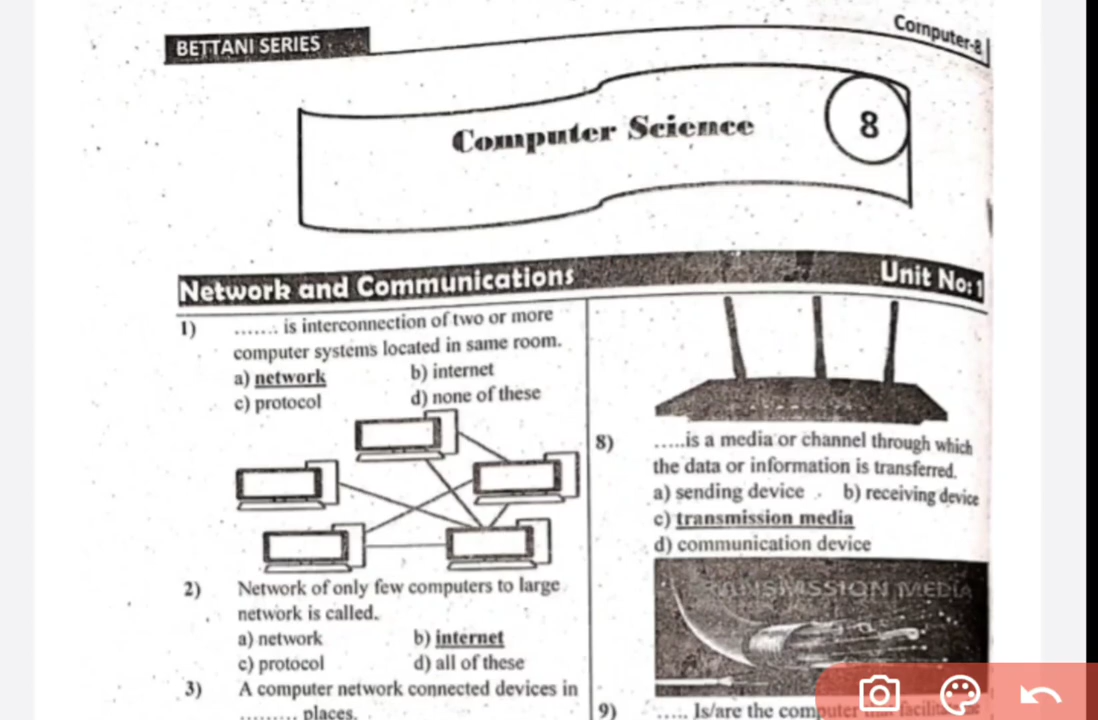 BETTANI SERIES
Computer-8
Computer Science
8
Network and Communications
Unit No: 1
1) ....... is interconnection of two or more
computer systems located in same room.
a) network b) internet
c) protocol d) none of these
2) Network of only few computers to large
network is called.
a) network b) internet
c) protocol d) all of these
3) A computer network connected devices in
......... places.
8) .....is a media or channel through which
the data or information is transferred.
a) sending device b) receiving device
c) transmission media
d) communication device
TRANSMISSION MEDIA
9) ..... Is/are the computer that